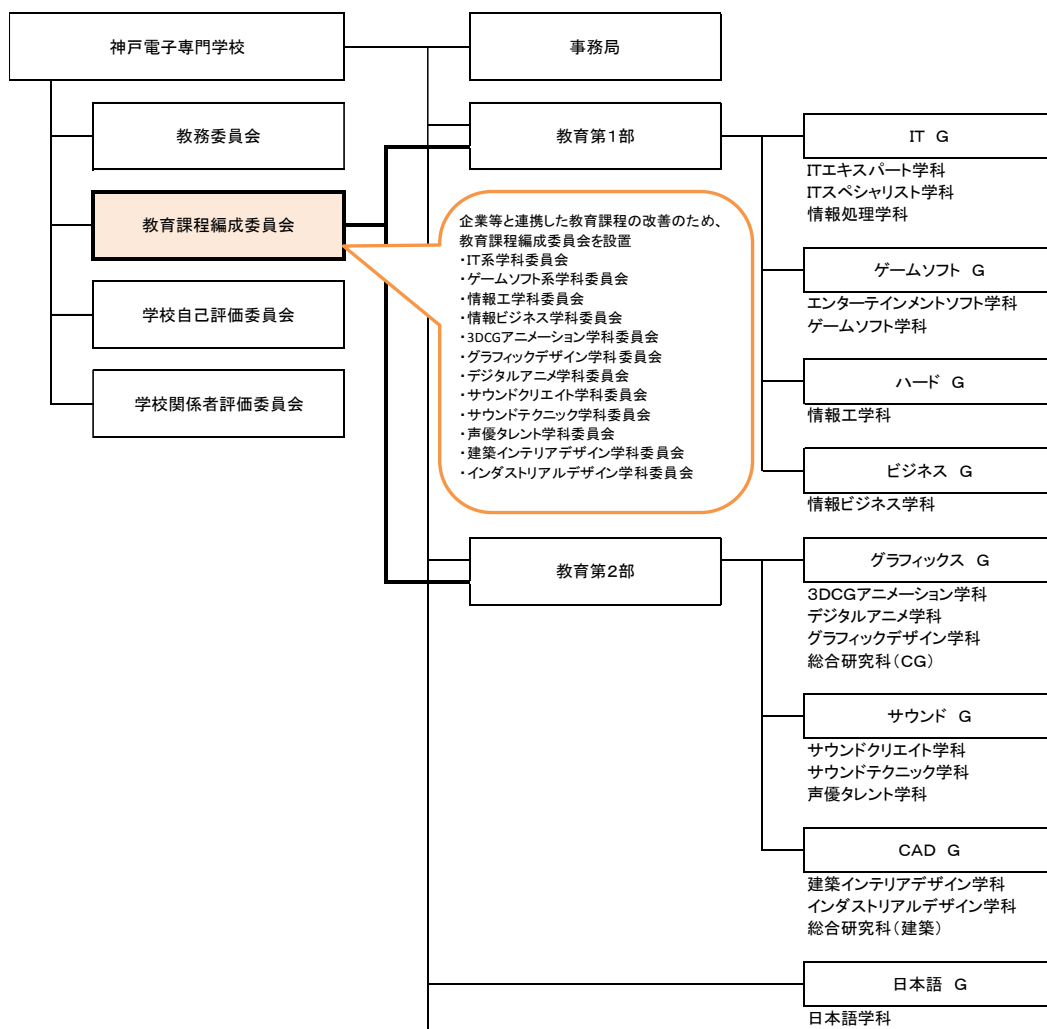 神戸電子専門学校
事務局
教務委員会
教育第1部
IT G
ITエキスパート学科
ITスペシャリスト学科
情報処理学科
教育課程編成委員会
企業等と連携した教育課程の改善のため、
教育課程編成委員会を設置
・IT系学科委員会
・ゲームソフト系学科委員会
・情報工学科委員会
・情報ビジネス学科委員会
・3DCGアニメーション学科委員会
・グラフィックデザイン学科委員会
・デジタルアニメ学科委員会
・サウンドクリエイト学科委員会
・サウンドテクニック学科委員会
・声優タレント学科委員会
・建築インテリアデザイン学科委員会
・インダストリアルデザイン学科委員会
ゲームソフト G
エンターテインメントソフト学科
ゲームソフト学科
学校自己評価委員会
ハード G
情報工学科
学校関係者評価委員会
ビジネス G
情報ビジネス学科
教育第2部
グラフィックス G
3DCGアニメーション学科
デジタルアニメ学科
グラフィックデザイン学科
総合研究科(CG)
サウンド G
サウンドクリエイト学科
サウンドテクニック学科
声優タレント学科
CAD G
建築インテリアデザイン学科
インダストリアルデザイン学科
総合研究科(建築)
日本語 G
日本語学科